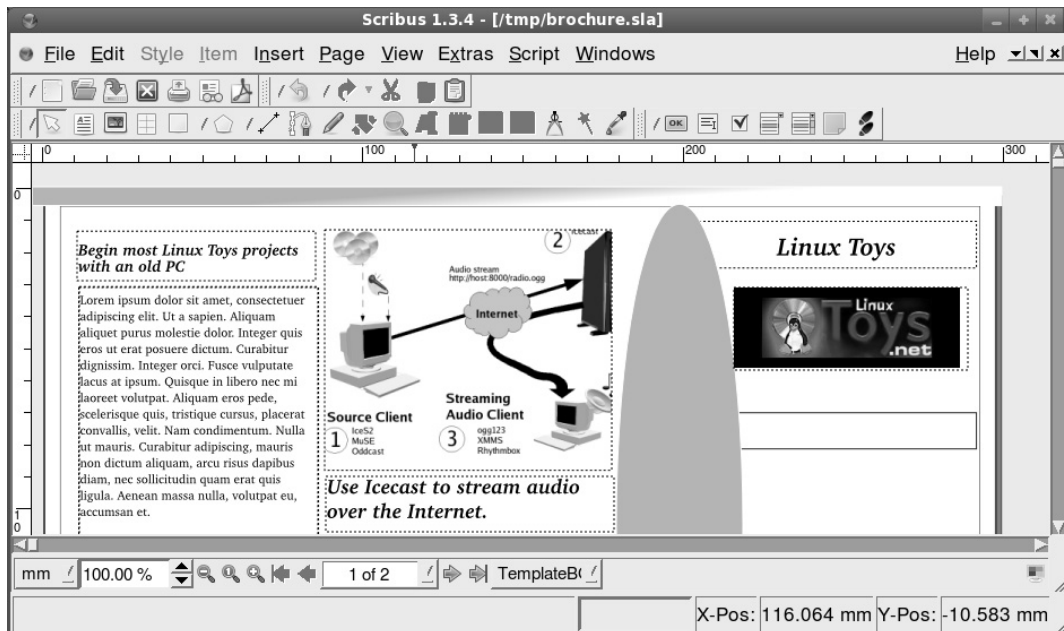 Scribus 1.3.4 - [/tmp/brochure.sla]
File Edit Style Item Insert Page View Extras Script Windows Help
OK
0 100 200 300
0
Begin most Linux Toys projects
with an old PC
Lorem ipsum dolor sit amet, consectetuer
adipiscing elit. Ut a sapien. Aliquam
aliquet purus molestie dolor. Integer quis
eros ut erat posuere dictum. Curabitur
dignissim. Integer orci. Fusce vulputate
lacus at ipsum. Quisque in libero nec mi
laoreet volutpat. Aliquam eros pede,
scelerisque quis, tristique cursus, placerat
convallis, velit. Nam condimentum. Nulla
ut mauris. Curabitur adipiscing, mauris
non dictum aliquam, arcu risus dapibus
diam, nec sollicitudin quam erat quis
ligula. Aenean massa nulla, volutpat eu,
accumsan et.
2
Icecast
Audio stream
http://host:8000/radio.ogg
Internet
Source Client
1
IceS2
MuSE
Oddcast
Streaming
Audio Client
3
ogg123
XMMS
Rhythmbox
Use Icecast to stream audio
over the Internet.
Linux Toys
Linux
Toys
.net
1
0
mm 100.00 % 1 of 2 TemplateB
X-Pos: 116.064 mm Y-Pos: -10.583 mm